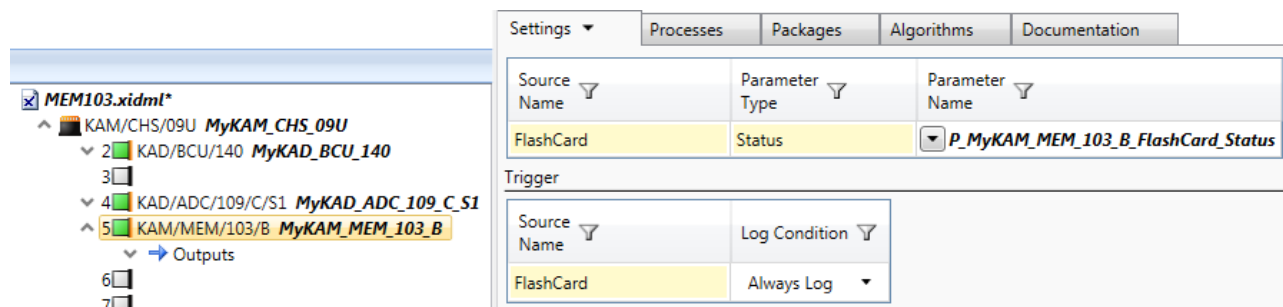 MEM103.xidml*
KAM/CHS/09U MyKAM_CHS_09U
2 KAD/BCU/140 MyKAD_BCU_140
3
4 KAD/ADC/109/C/S1 MyKAD_ADC_109_C_S1
5 KAM/MEM/103/B MyKAM_MEM_103_B
Outputs
6
7
Settings Processes Packages Algorithms Documentation
Source Name Parameter Type Parameter Name
FlashCard Status P_MyKAM_MEM_103_B_FlashCard_Status
Trigger
Source Name Log Condition
FlashCard Always Log